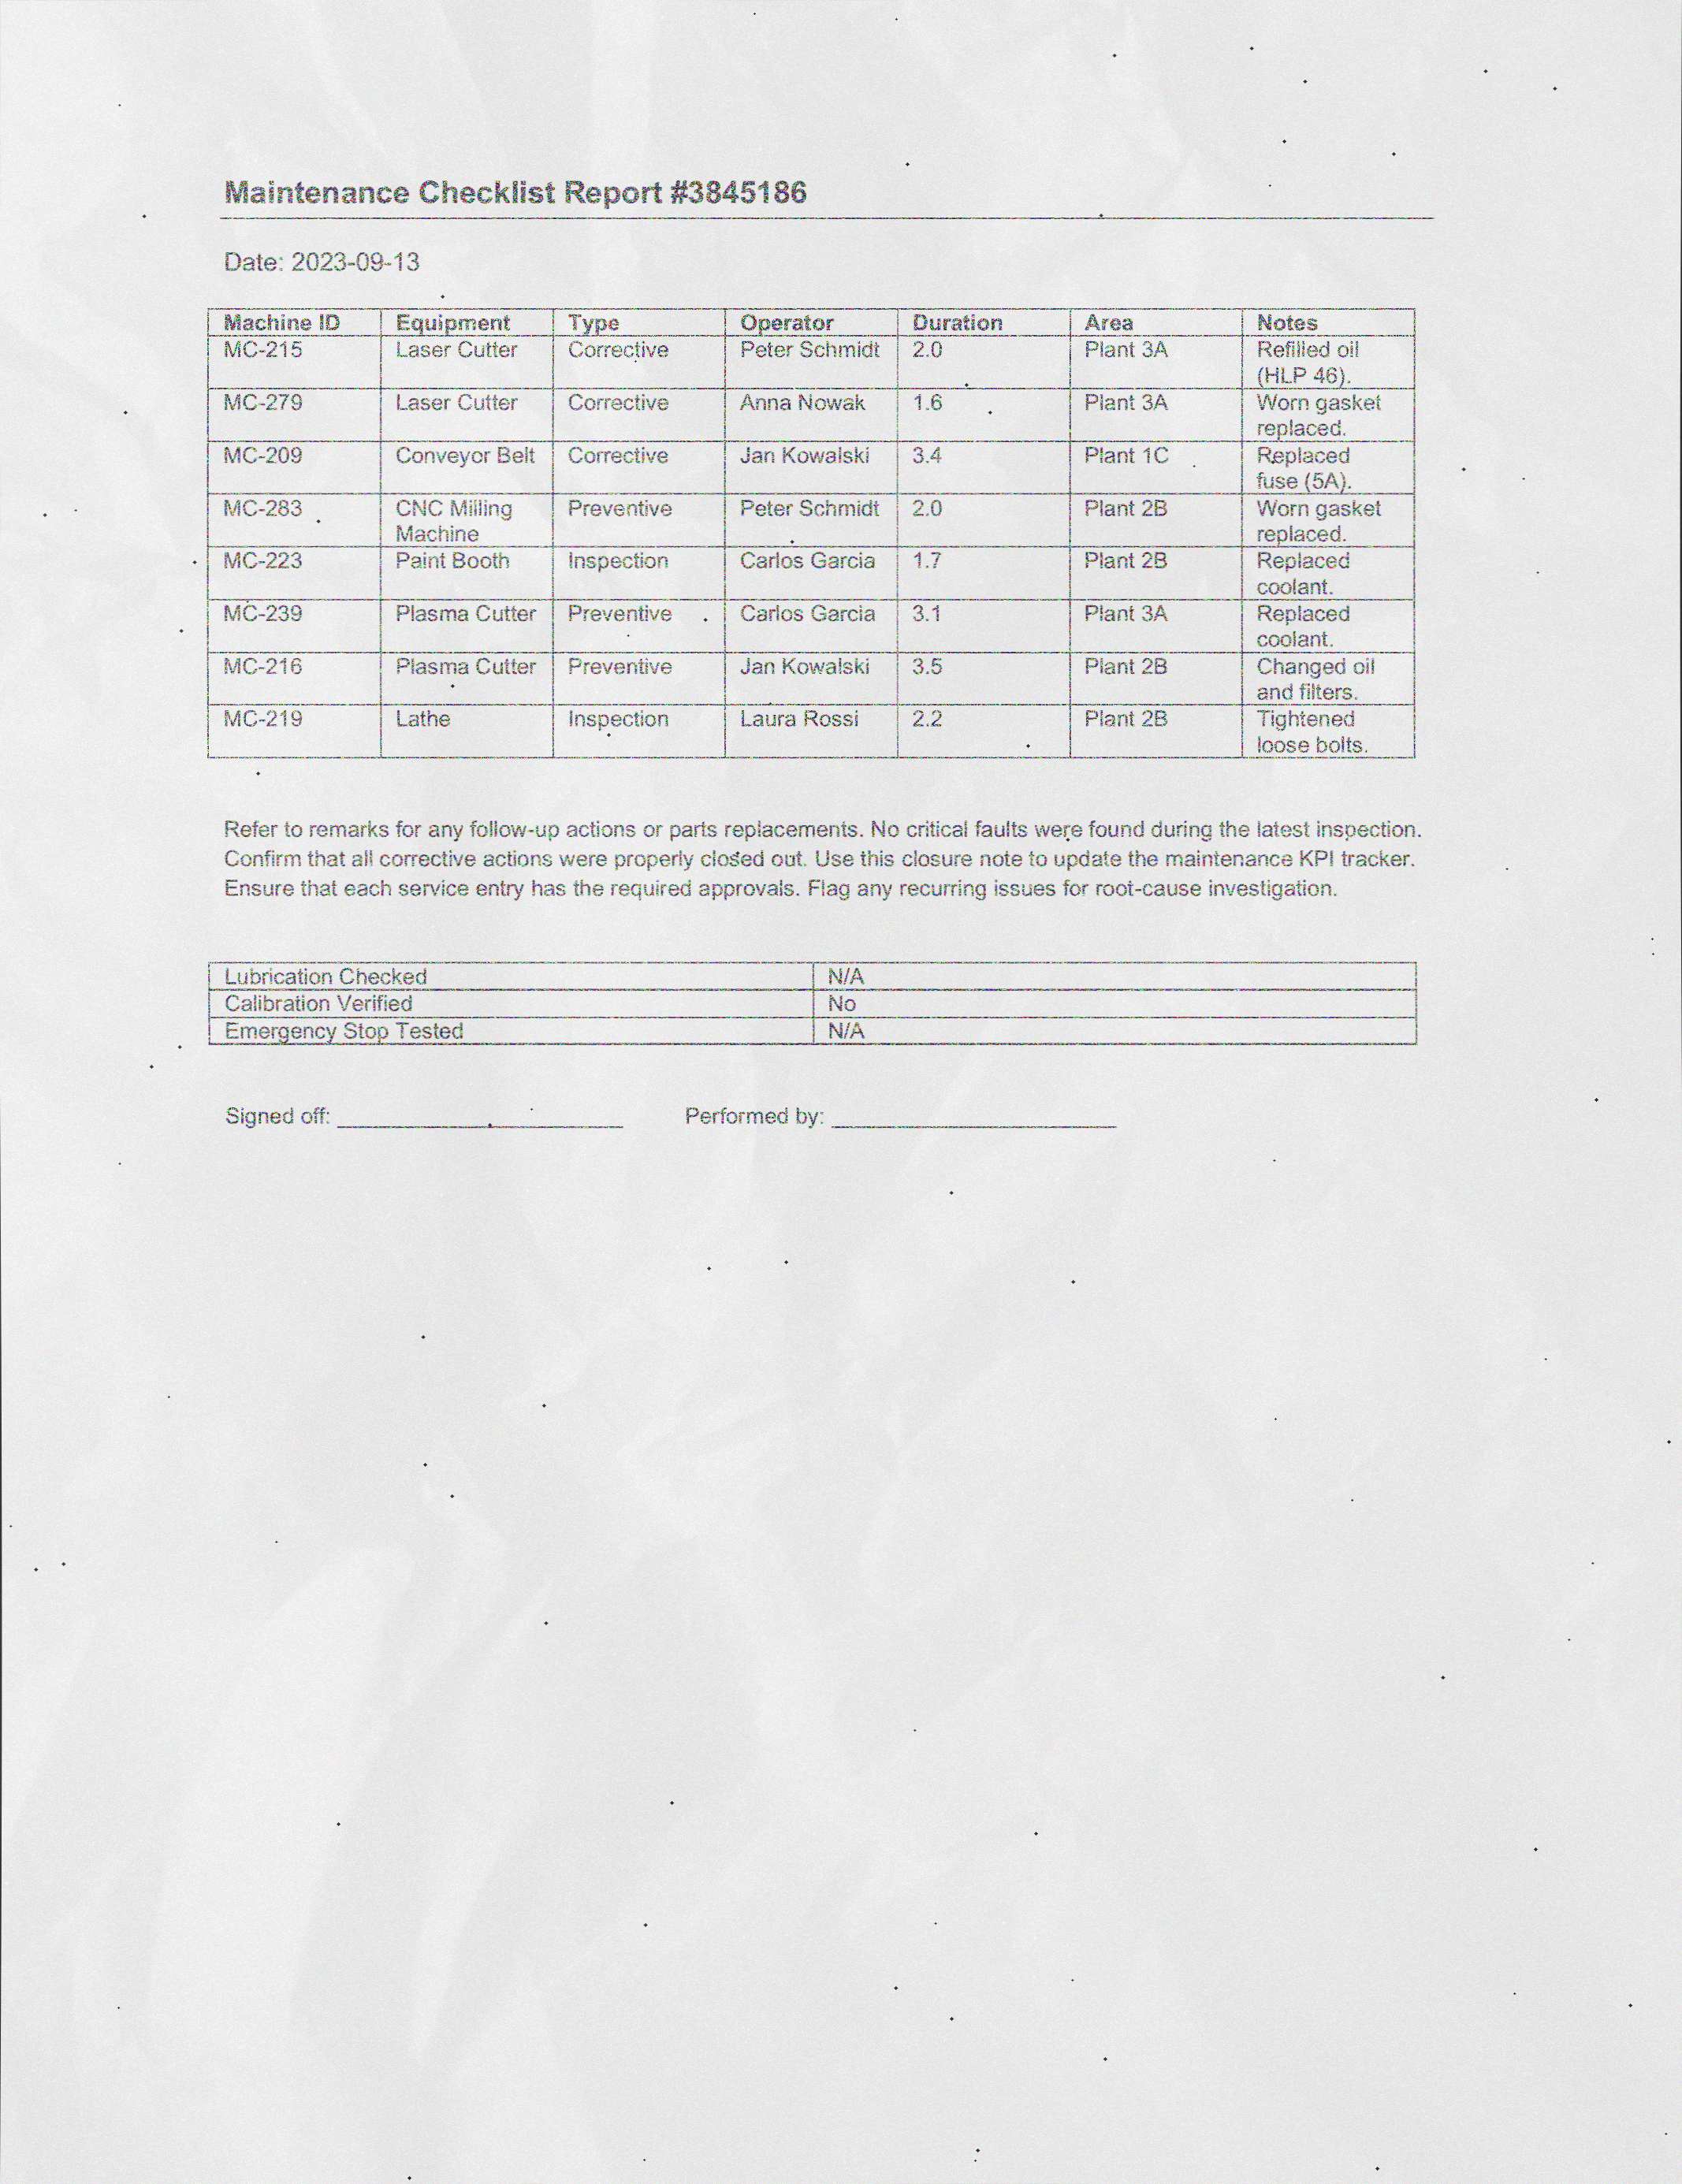 Maintenance Checklist Report #3845186
Date: 2023-09-13
Machine ID Equipment Type Operator Duration Area Notes
MC-215 Laser Cutter Corrective Peter Schmidt 2.0 Plant 3A Refilled oil
(HLP 46).
MC-279 Laser Cutter Corrective Anna Nowak 1.6 Plant 3A Worn gasket
replaced.
MC-209 Conveyor Belt Corrective Jan Kowalski 3.4 Plant 1C Replaced
fuse (5A).
MC-283 CNC Milling Preventive Peter Schmidt 2.0 Plant 2B Worn gasket
Machine replaced.
MC-223 Paint Booth Inspection Carlos Garcia 1.7 Plant 2B Replaced
coolant.
MC-239 Plasma Cutter Preventive Carlos Garcia 3.1 Plant 3A Replaced
coolant.
MC-216 Plasma Cutter Preventive Jan Kowalski 3.5 Plant 2B Changed oil
and filters.
MC-219 Lathe Inspection Laura Rossi 2.2 Plant 2B Tightened
loose bolts.
Refer to remarks for any follow-up actions or parts replacements. No critical faults were found during the latest inspection.
Confirm that all corrective actions were properly closed out. Use this closure note to update the maintenance KPI tracker.
Ensure that each service entry has the required approvals. Flag any recurring issues for root-cause investigation.
Lubrication Checked N/A
Calibration Verified No
Emergency Stop Tested N/A
Signed off: Performed by: